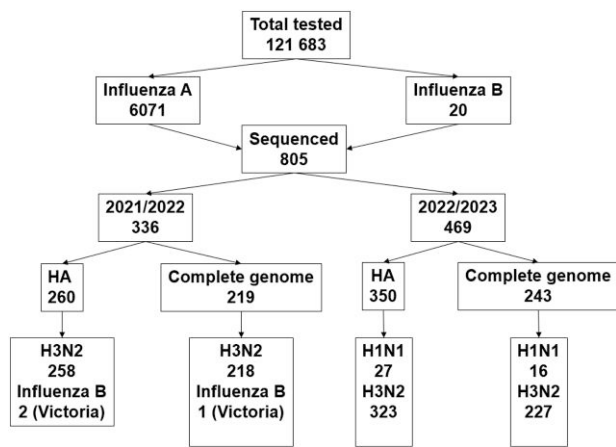 Total tested
121 683
Influenza A
6071
Influenza B
20
Sequenced
805
2021/2022
336
2022/2023
469
HA
260
Complete genome
219
HA
350
Complete genome
243
H3N2
258
Influenza B
2 (Victoria)
H3N2
218
Influenza B
1 (Victoria)
H1N1
27
H3N2
323
H1N1
16
H3N2
227